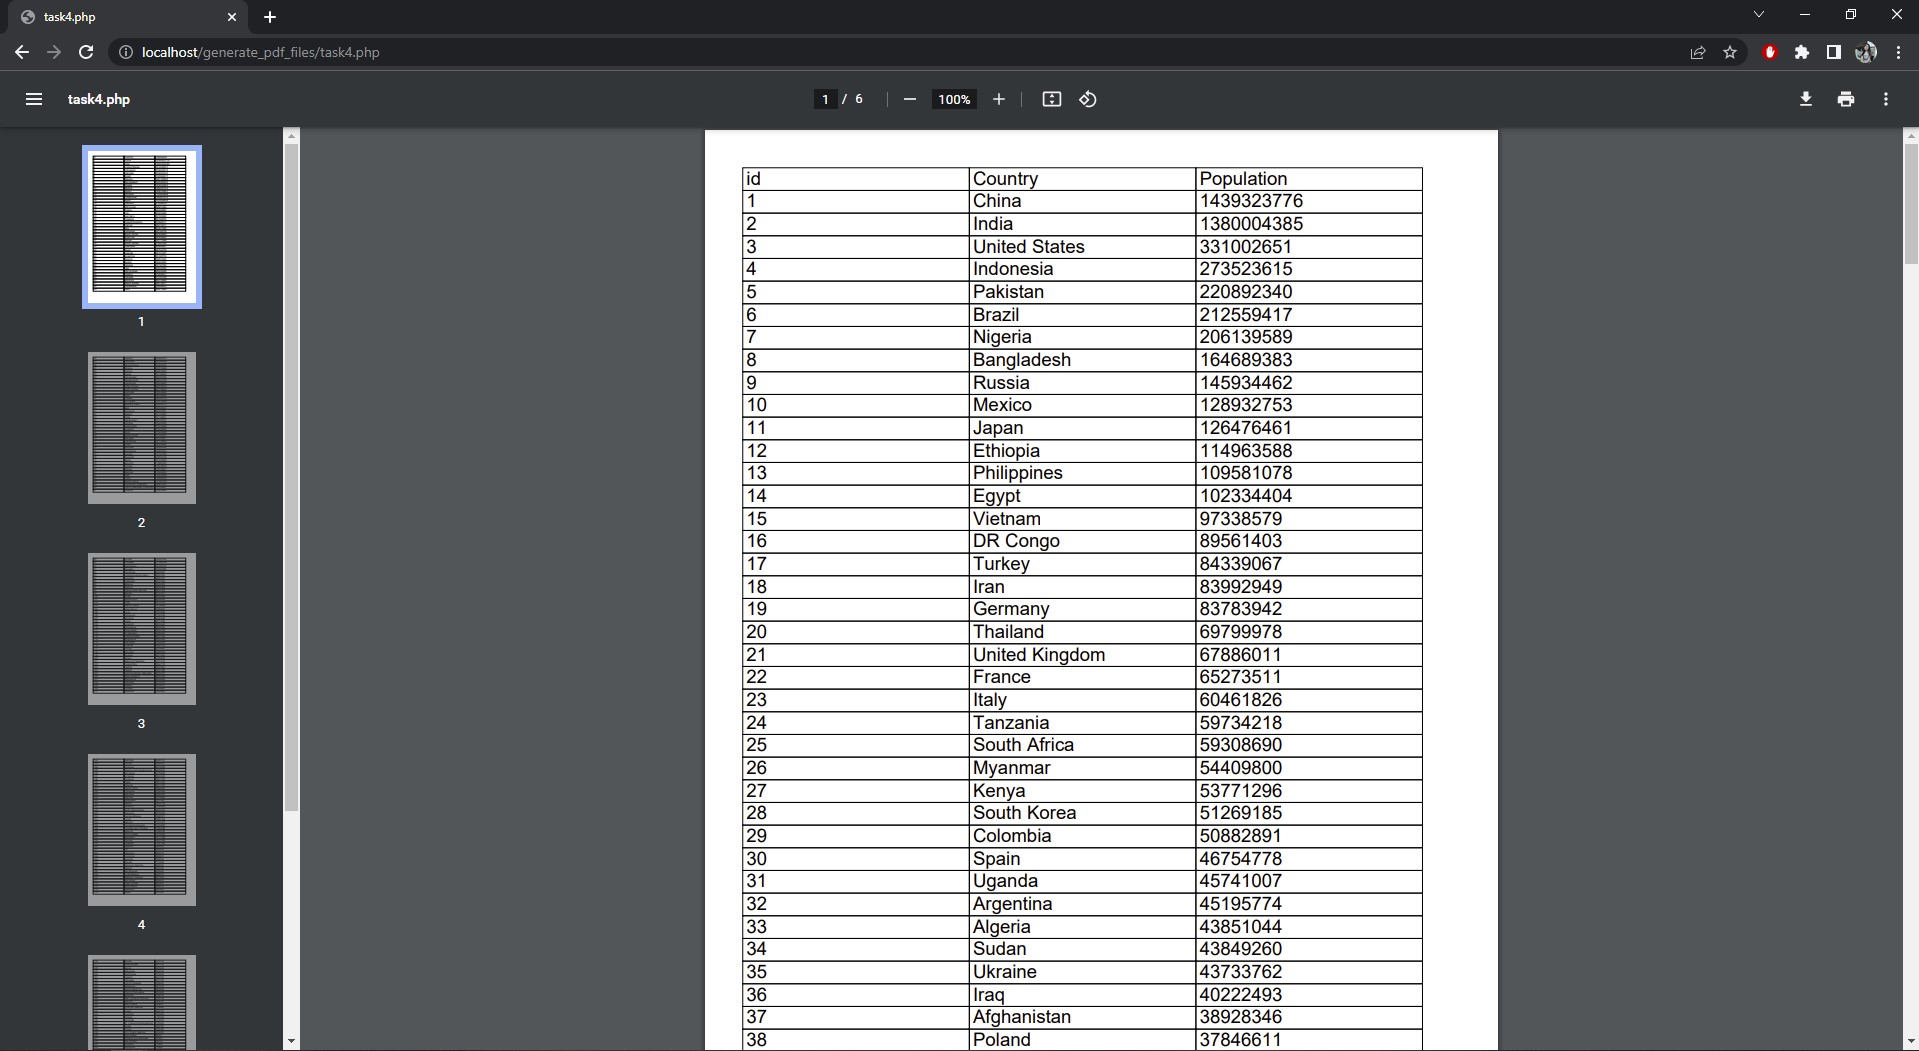 task4.php
localhost/generate_pdf_files/task4.php
task4.php
1 / 6
100%
1
2
3
4
id Country Population
1 China 1439323776
2 India 1380004385
3 United States 331002651
4 Indonesia 273523615
5 Pakistan 220892340
6 Brazil 212559417
7 Nigeria 206139589
8 Bangladesh 164689383
9 Russia 145934462
10 Mexico 128932753
11 Japan 126476461
12 Ethiopia 114963588
13 Philippines 109581078
14 Egypt 102334404
15 Vietnam 97338579
16 DR Congo 89561403
17 Turkey 84339067
18 Iran 83992949
19 Germany 83783942
20 Thailand 69799978
21 United Kingdom 67886011
22 France 65273511
23 Italy 60461826
24 Tanzania 59734218
25 South Africa 59308690
26 Myanmar 54409800
27 Kenya 53771296
28 South Korea 51269185
29 Colombia 50882891
30 Spain 46754778
31 Uganda 45741007
32 Argentina 45195774
33 Algeria 43851044
34 Sudan 43849260
35 Ukraine 43733762
36 Iraq 40222493
37 Afghanistan 38928346
38 Poland 37846611